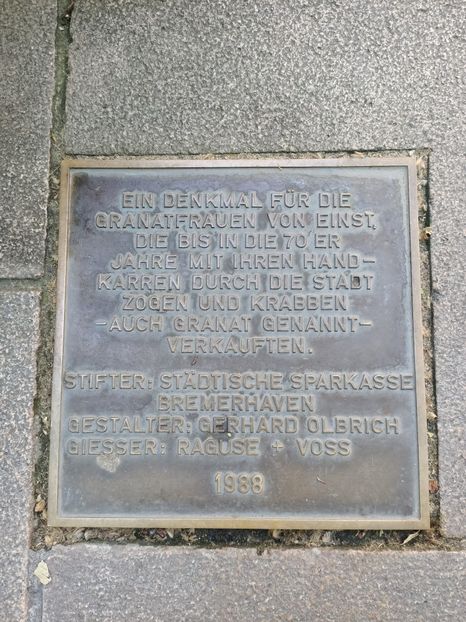 EIN DENKMAL FÜR DIE
GRANATFRAUEN VON EINST,
DIE BIS IN DIE 70'ER
JAHRE MIT IHREN HAND-
KARREN DURCH DIE STADT
ZOGEN UND KRABBEN
-AUCH GRANAT GENANNT-
VERKAUFTEN.
STIFTER: STÄDTISCHE SPARKASSE
BREMERHAVEN
GESTALTER: GERHARD OLBRICH
GIESSER: RAGUSE + VOSS
1988